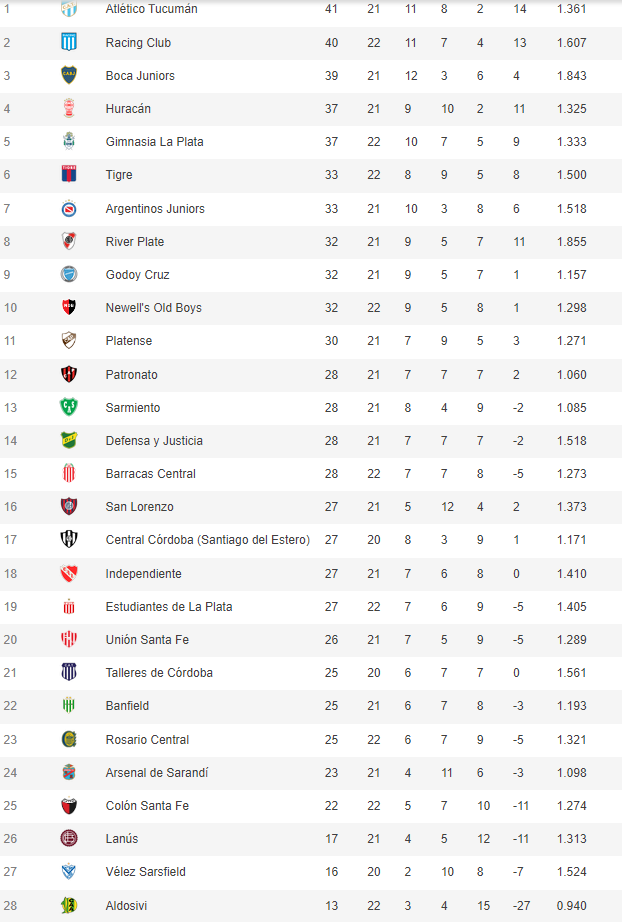 1 Atlético Tucumán 41 21 11 8 2 14 1.361
2 Racing Club 40 22 11 7 4 13 1.607
3 Boca Juniors 39 21 12 3 6 4 1.843
4 Huracán 37 21 9 10 2 11 1.325
5 Gimnasia La Plata 37 22 10 7 5 9 1.333
6 Tigre 33 22 8 9 5 8 1.500
7 Argentinos Juniors 33 21 10 3 8 6 1.518
8 River Plate 32 21 9 5 7 11 1.855
9 Godoy Cruz 32 21 9 5 7 1 1.157
10 Newell's Old Boys 32 22 9 5 8 1 1.298
11 Platense 30 21 7 9 5 3 1.271
12 Patronato 28 21 7 7 7 2 1.060
13 Sarmiento 28 21 8 4 9 -2 1.085
14 Defensa y Justicia 28 21 7 7 7 -2 1.518
15 Barracas Central 28 22 7 7 8 -5 1.273
16 San Lorenzo 27 21 5 12 4 2 1.373
17 Central Córdoba (Santiago del Estero) 27 20 8 3 9 1 1.171
18 Independiente 27 21 7 6 8 0 1.410
19 Estudiantes de La Plata 27 22 7 6 9 -5 1.405
20 Unión Santa Fe 26 21 7 5 9 -5 1.289
21 Talleres de Córdoba 25 20 6 7 7 0 1.561
22 Banfield 25 21 6 7 8 -3 1.193
23 Rosario Central 25 22 6 7 9 -5 1.321
24 Arsenal de Sarandí 23 21 4 11 6 -3 1.098
25 Colón Santa Fe 22 22 5 7 10 -11 1.274
26 Lanús 17 21 4 5 12 -11 1.313
27 Vélez Sarsfield 16 20 2 10 8 -7 1.524
28 Aldosivi 13 22 3 4 15 -27 0.940